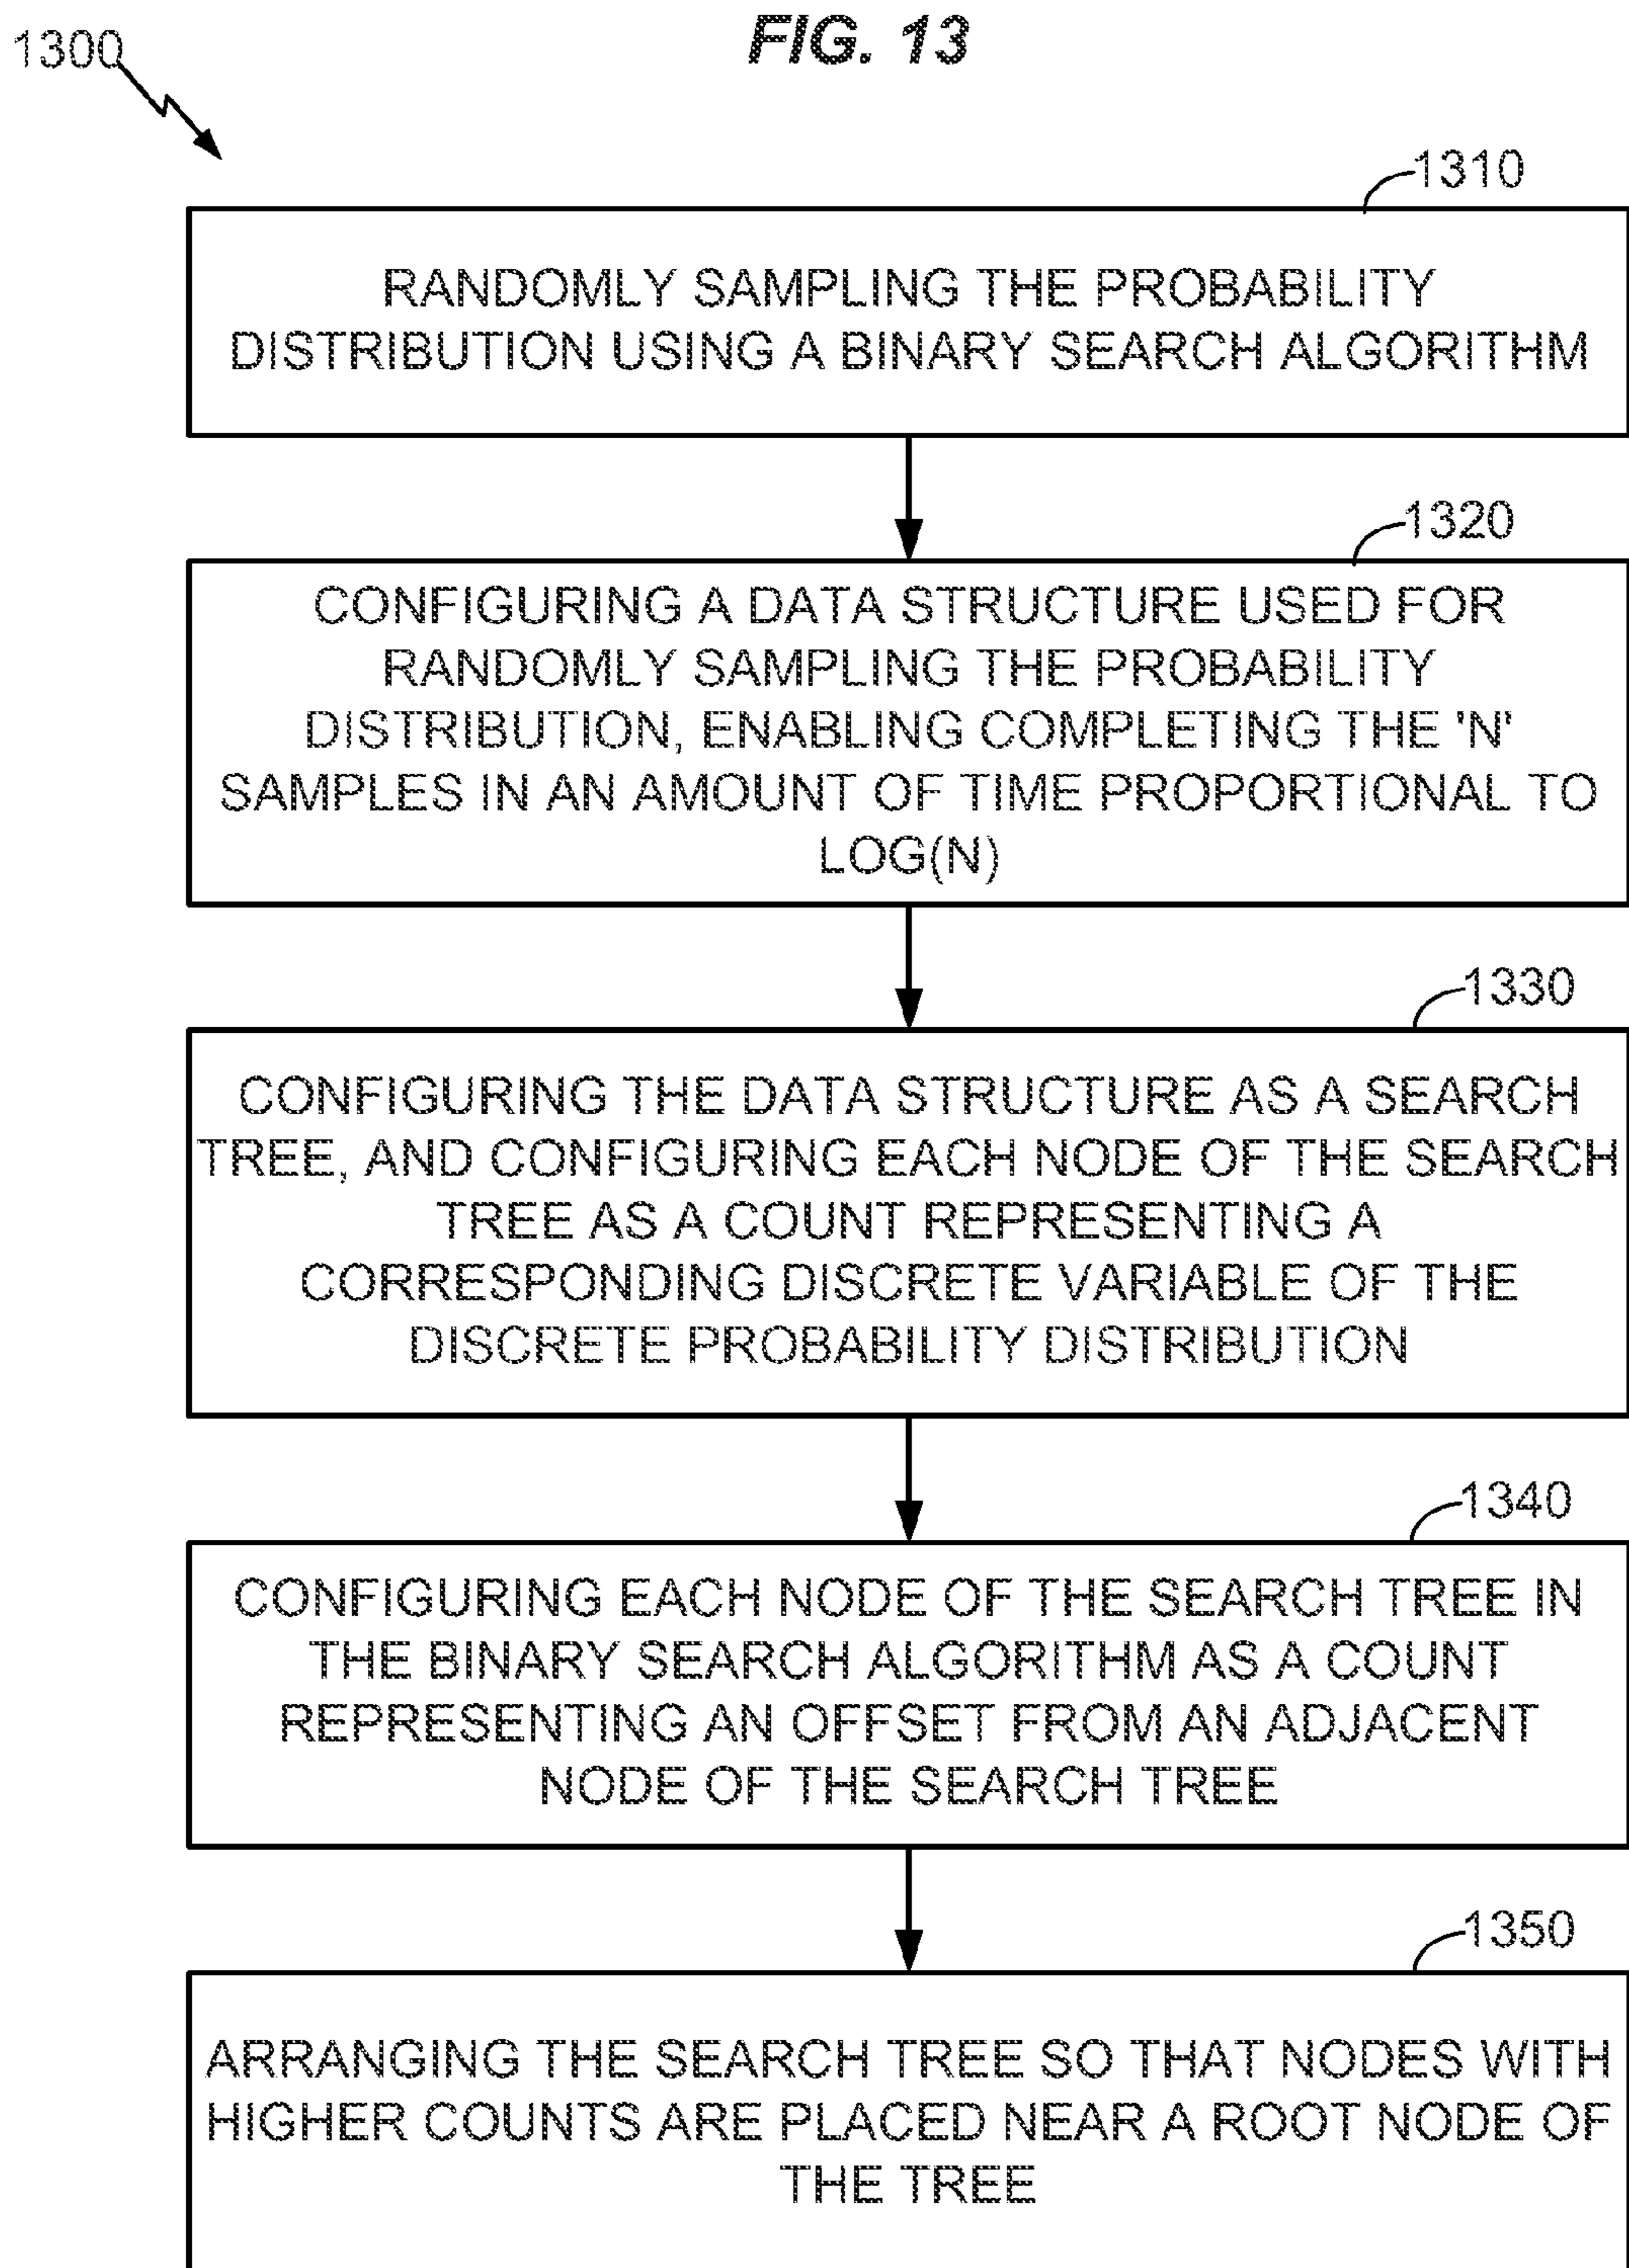 FIG. 13
1300
1310
RANDOMLY SAMPLING THE PROBABILITY
DISTRIBUTION USING A BINARY SEARCH ALGORITHM
1320
CONFIGURING A DATA STRUCTURE USED FOR
RANDOMLY SAMPLING THE PROBABILITY
DISTRIBUTION, ENABLING COMPLETING THE 'N'
SAMPLES IN AN AMOUNT OF TIME PROPORTIONAL TO
LOG(N)
1330
CONFIGURING THE DATA STRUCTURE AS A SEARCH
TREE, AND CONFIGURING EACH NODE OF THE SEARCH
TREE AS A COUNT REPRESENTING A
CORRESPONDING DISCRETE VARIABLE OF THE
DISCRETE PROBABILITY DISTRIBUTION
1340
CONFIGURING EACH NODE OF THE SEARCH TREE IN
THE BINARY SEARCH ALGORITHM AS A COUNT
REPRESENTING AN OFFSET FROM AN ADJACENT
NODE OF THE SEARCH TREE
1350
ARRANGING THE SEARCH TREE SO THAT NODES WITH
HIGHER COUNTS ARE PLACED NEAR A ROOT NODE OF
THE TREE